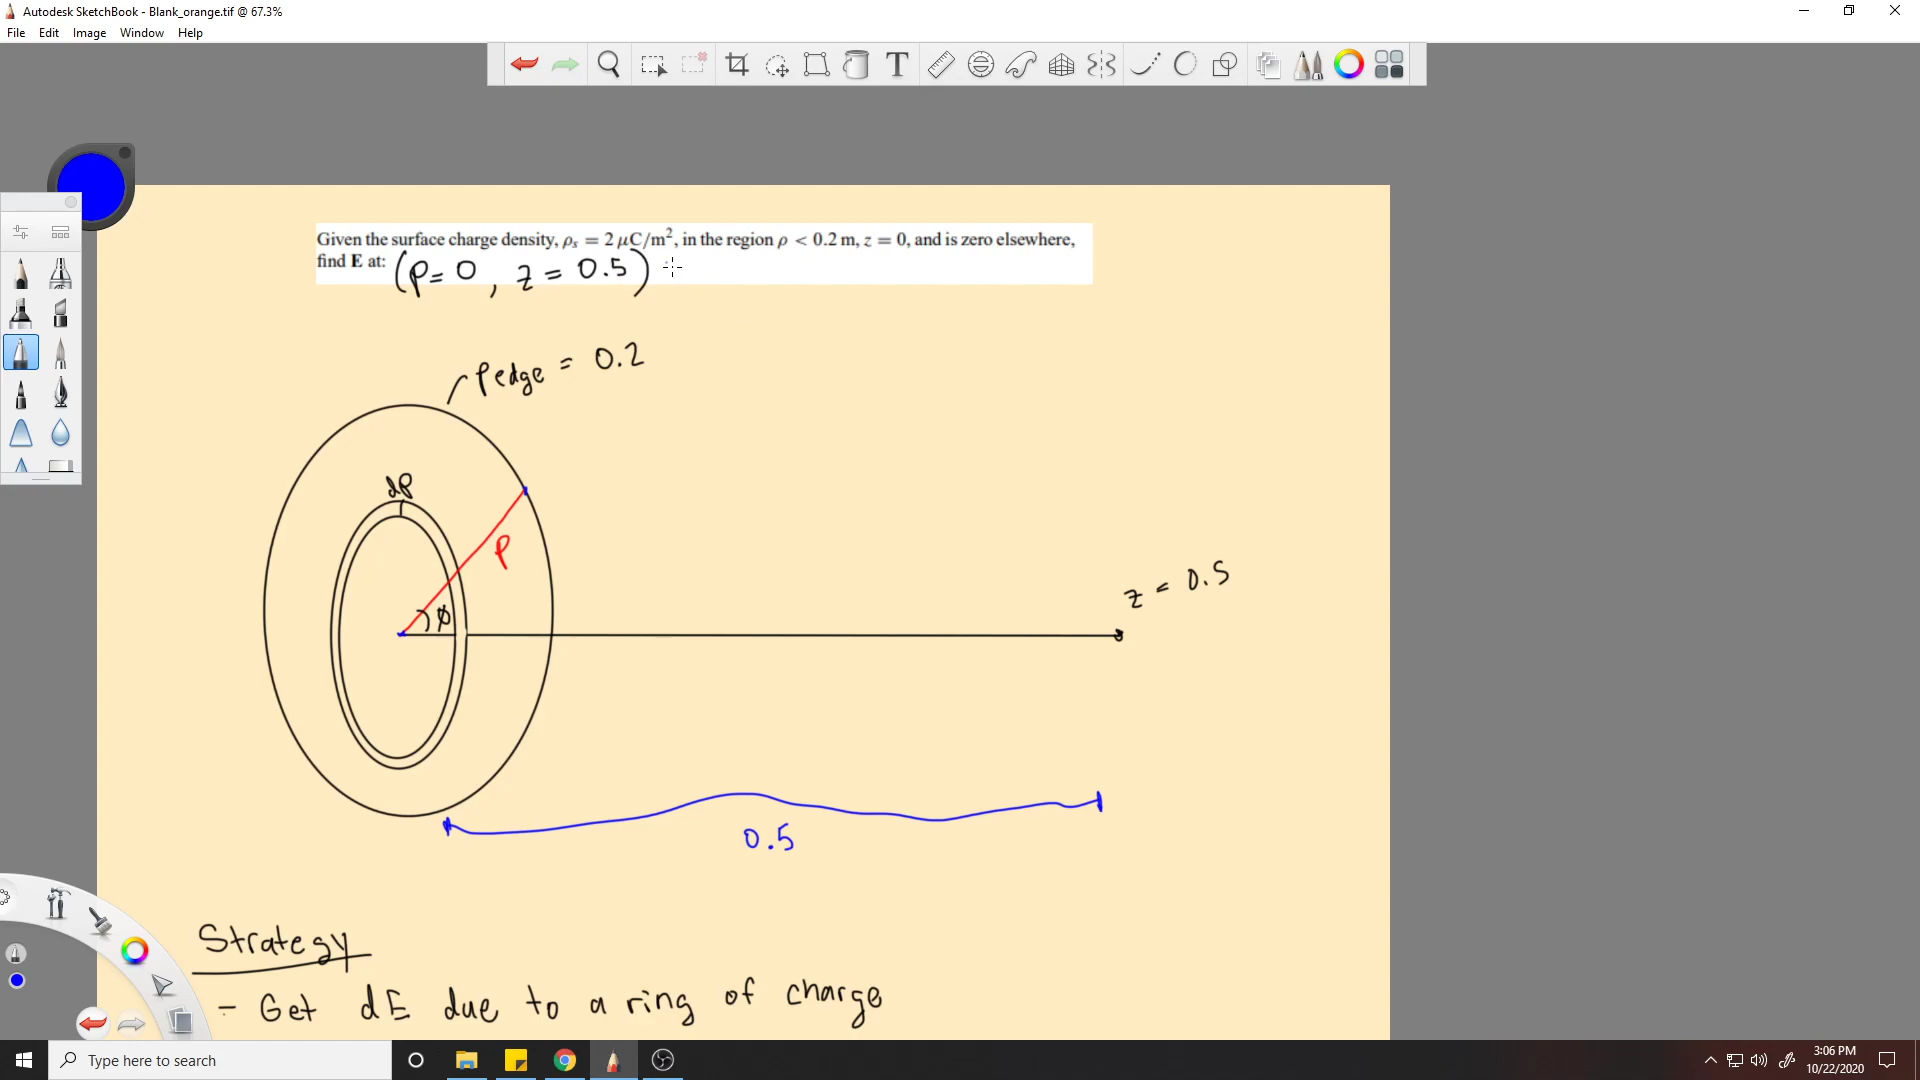 Autodesk SketchBook - Blank_orange.tif @ 67.3%
File Edit Image Window Help
T
Given the surface charge density, ρs = 2 μC/m², in the region ρ < 0.2 m, z = 0, and is zero elsewhere,
find E at: (ρ = 0 , z = 0.5)
ρedge = 0.2
dρ
ρ
ϕ
z = 0.5
0.5
Strategy
- Get dE due to a ring of charge
Type here to search
3:06 PM
10/22/2020